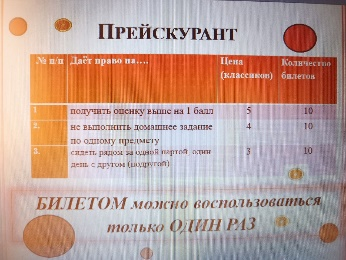 ПРЕЙСКУРАНТ
№ п/п Даёт право на…. Цена Количество
(классиков) билетов
1. получить оценку выше на 1 балл 5 10
2. не выполнить домашнее задание 4 10
по одному предмету
3. сидеть рядом за одной партой один 3 10
день с другом (подругой)
БИЛЕТОМ можно воспользоваться
только ОДИН РАЗ